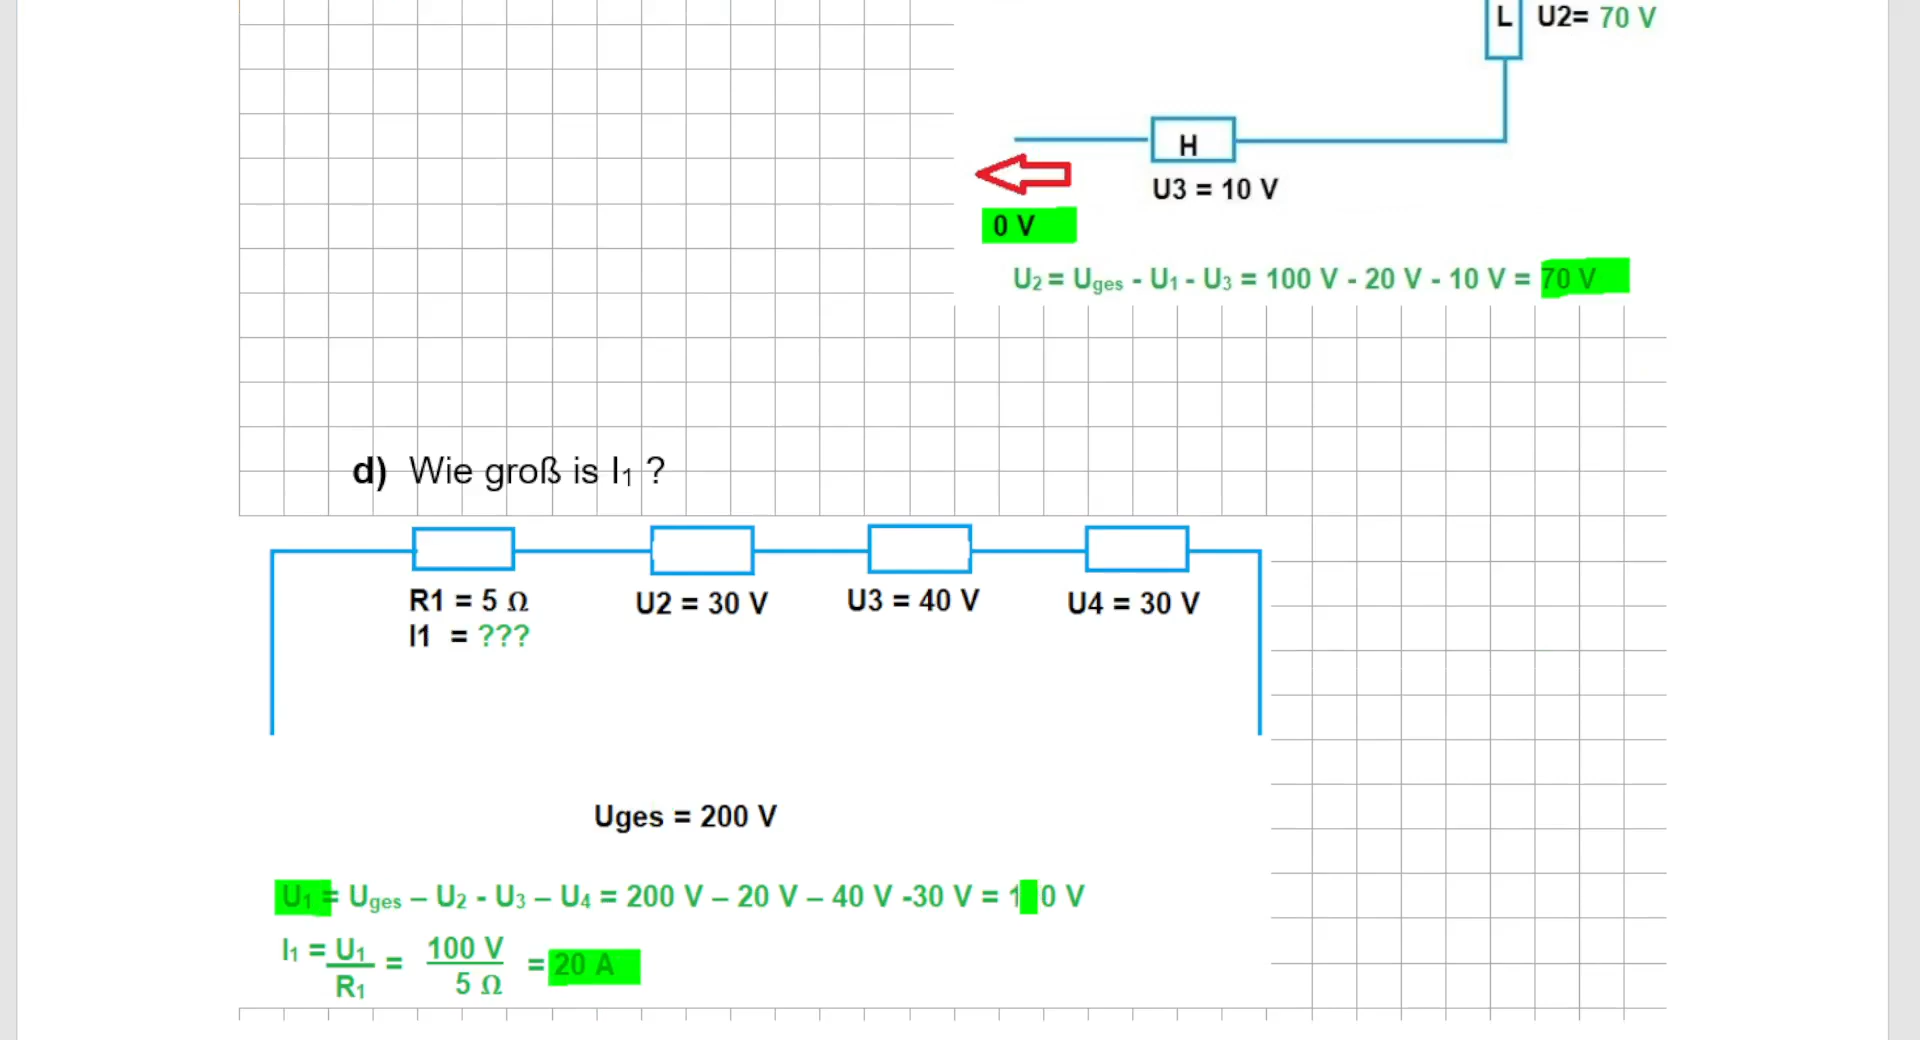 L U2= 70 V
H
U3 = 10 V
0 V
U₂ = Uges - U₁ - U₃ = 100 V - 20 V - 10 V = 70 V
d) Wie groß is I₁ ?
R1 = 5 Ω
I1 = ???
U2 = 30 V
U3 = 40 V
U4 = 30 V
Uges = 200 V
U₁ = Uges – U₂ - U₃ – U₄ = 200 V – 20 V – 40 V -30 V = 1 0 V
I₁ = U₁ = 100 V = 20 A
R₁ 5 Ω